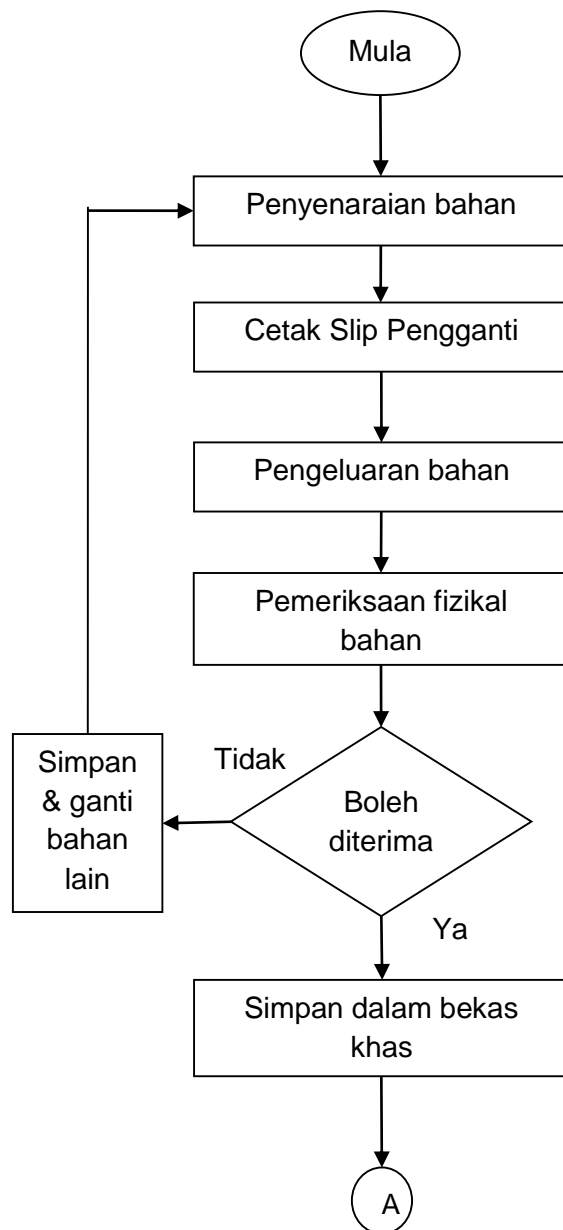 Mula
Penyenaraian bahan
Cetak Slip Pengganti
Pengeluaran bahan
Pemeriksaan fizikal
bahan
Boleh
diterima
Tidak
Simpan
& ganti
bahan
lain
Ya
Simpan dalam bekas
khas
A